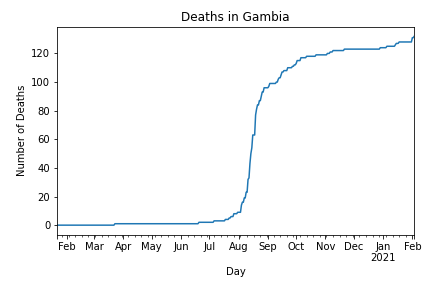 Deaths in Gambia
Number of Deaths
120
100
80
60
40
20
0
Feb Mar Apr May Jun Jul Aug Sep Oct Nov Dec Jan Feb
2021
Day